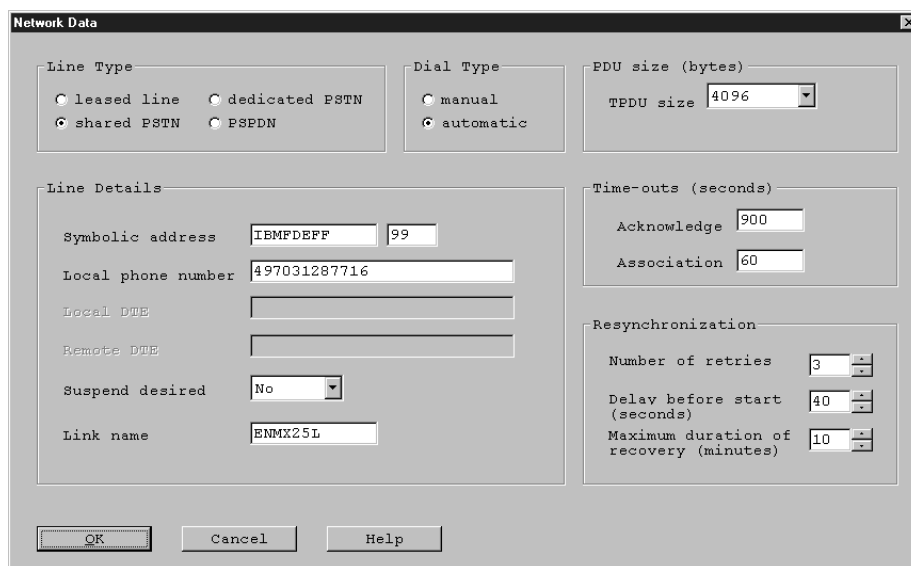 Network Data
Line Type
leased line dedicated PSTN
shared PSTN PSPDN
Dial Type
manual
automatic
PDU size (bytes)
TPDU size 4096
Line Details
Symbolic address IBMFDEFF 99
Local phone number 497031287716
Local DTE
Remote DTE
Suspend desired No
Link name ENMX25L
Time-outs (seconds)
Acknowledge 900
Association 60
Resynchronization
Number of retries 3
Delay before start
(seconds) 40
Maximum duration of
recovery (minutes) 10
OK Cancel Help